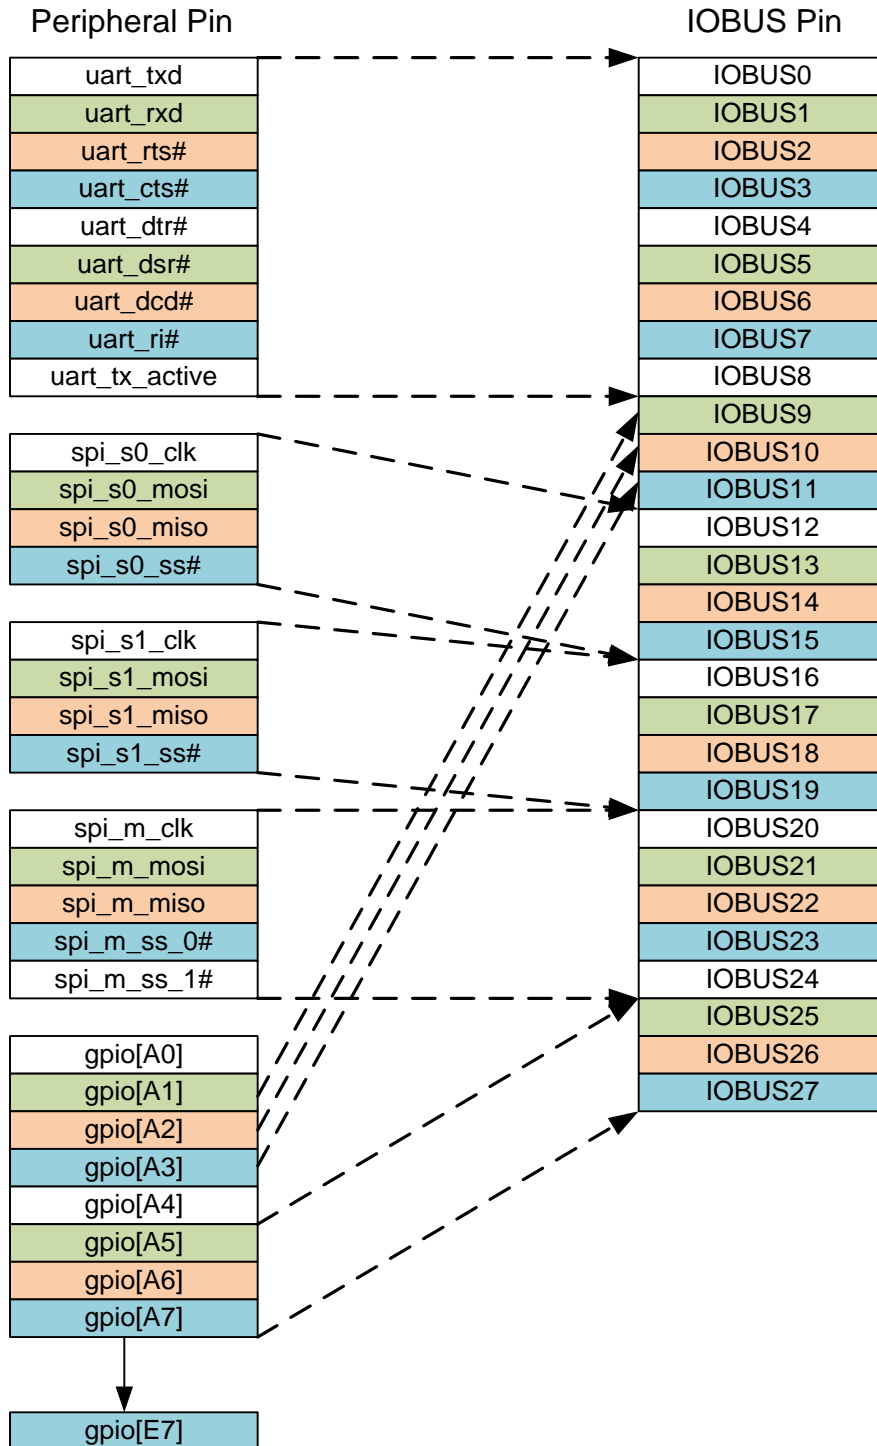 Peripheral Pin
uart_txd
uart_rxd
uart_rts#
uart_cts#
uart_dtr#
uart_dsr#
uart_dcd#
uart_ri#
uart_tx_active
spi_s0_clk
spi_s0_mosi
spi_s0_miso
spi_s0_ss#
spi_s1_clk
spi_s1_mosi
spi_s1_miso
spi_s1_ss#
spi_m_clk
spi_m_mosi
spi_m_miso
spi_m_ss_0#
spi_m_ss_1#
gpio[A0]
gpio[A1]
gpio[A2]
gpio[A3]
gpio[A4]
gpio[A5]
gpio[A6]
gpio[A7]
gpio[E7]
IOBUS Pin
IOBUS0
IOBUS1
IOBUS2
IOBUS3
IOBUS4
IOBUS5
IOBUS6
IOBUS7
IOBUS8
IOBUS9
IOBUS10
IOBUS11
IOBUS12
IOBUS13
IOBUS14
IOBUS15
IOBUS16
IOBUS17
IOBUS18
IOBUS19
IOBUS20
IOBUS21
IOBUS22
IOBUS23
IOBUS24
IOBUS25
IOBUS26
IOBUS27